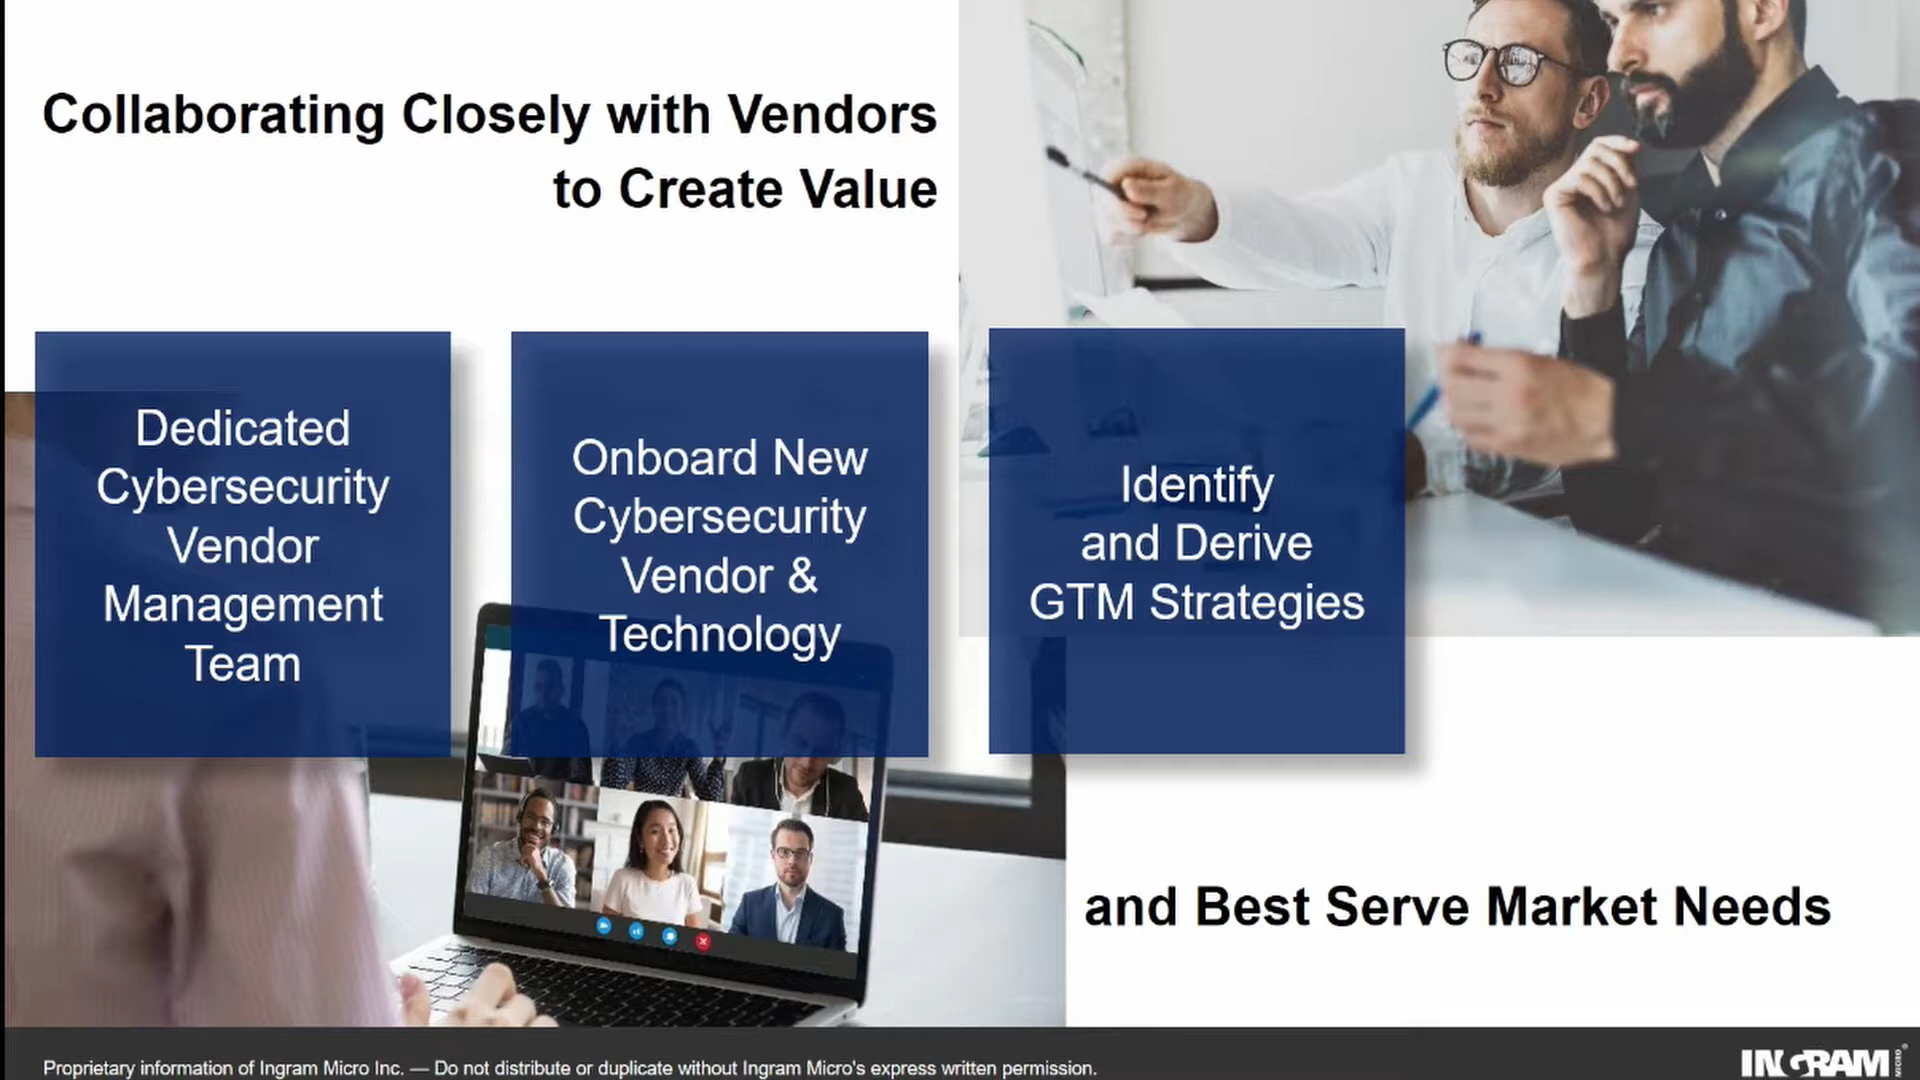 Collaborating Closely with Vendors
to Create Value
Dedicated
Cybersecurity
Vendor
Management
Team
Onboard New
Cybersecurity
Vendor &
Technology
Identify
and Derive
GTM Strategies
and Best Serve Market Needs
Proprietary information of Ingram Micro Inc. — Do not distribute or duplicate without Ingram Micro's express written permission.
INGRAM MICRO®